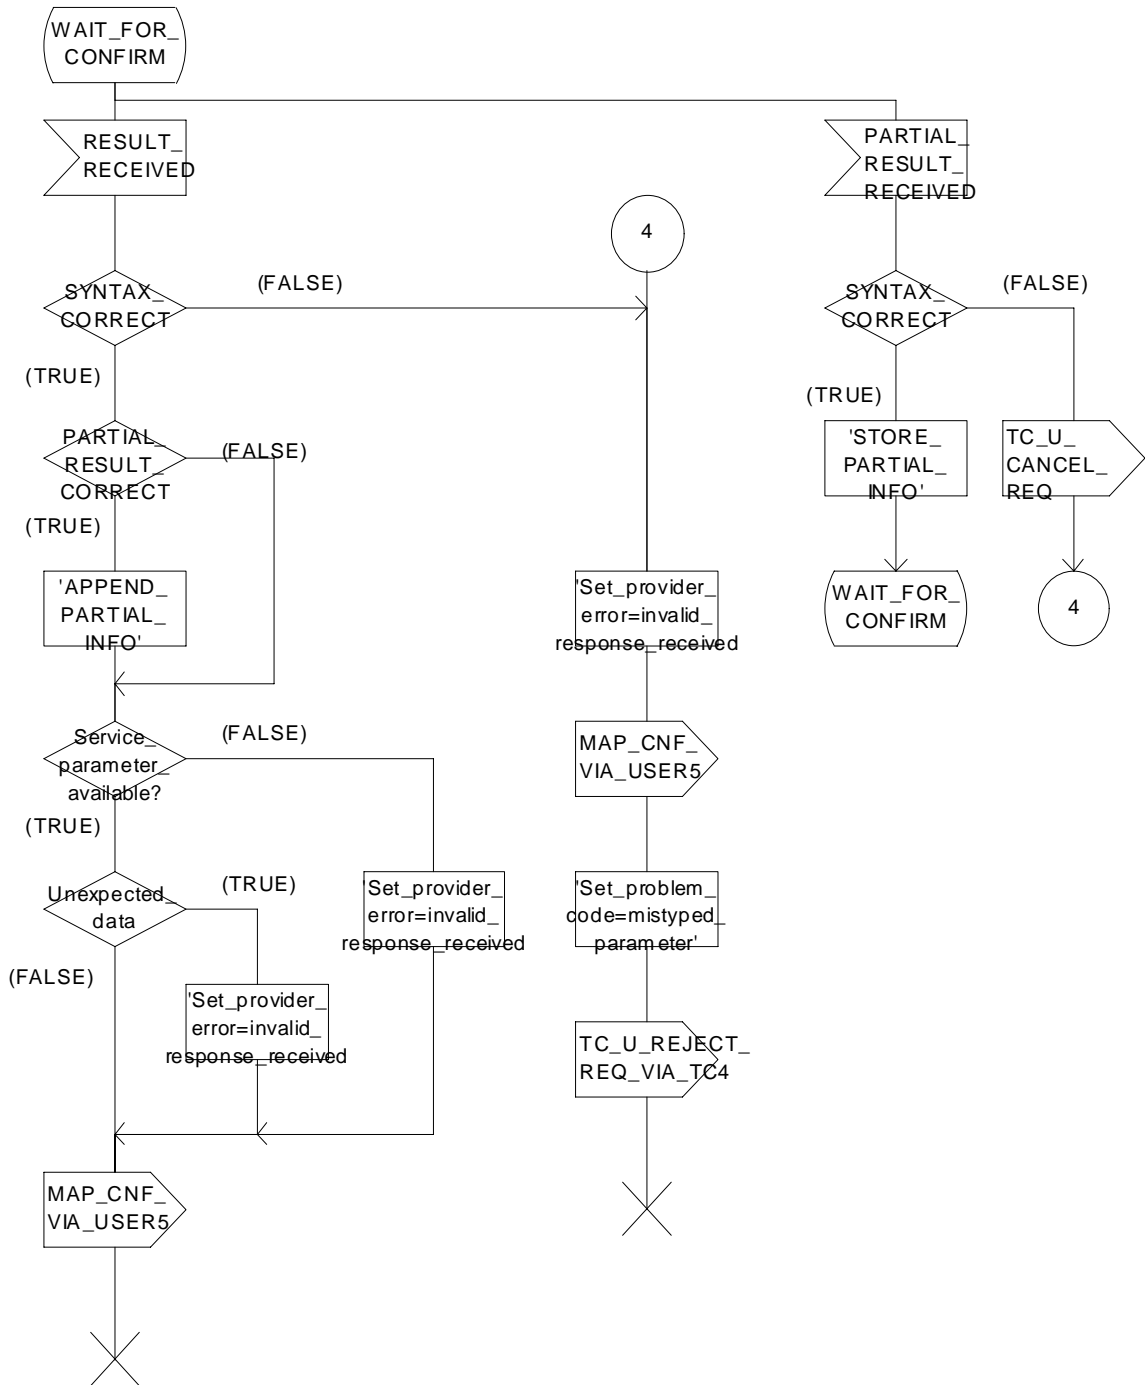 WAIT_FOR_
CONFIRM
RESULT_
RECEIVED
PARTIAL_
RESULT_
RECEIVED
4
SYNTAX_
CORRECT
(FALSE)
SYNTAX_
CORRECT
(FALSE)
(TRUE)
(TRUE)
PARTIAL_
RESULT_
CORRECT
(FALSE)
'STORE_
PARTIAL_
INFO'
TC_U_
CANCEL_
REQ
(TRUE)
'APPEND_
PARTIAL_
INFO'
'Set_provider_
error=invalid_
response_received
WAIT_FOR_
CONFIRM
4
Service_
parameter_
available?
(FALSE)
MAP_CNF_
VIA_USER5
(TRUE)
Unexpected_
data
(TRUE)
'Set_provider_
error=invalid_
response_received
'Set_problem_
code=mistyped_
parameter'
(FALSE)
'Set_provider_
error=invalid_
response_received
TC_U_REJECT_
REQ_VIA_TC4
MAP_CNF_
VIA_USER5